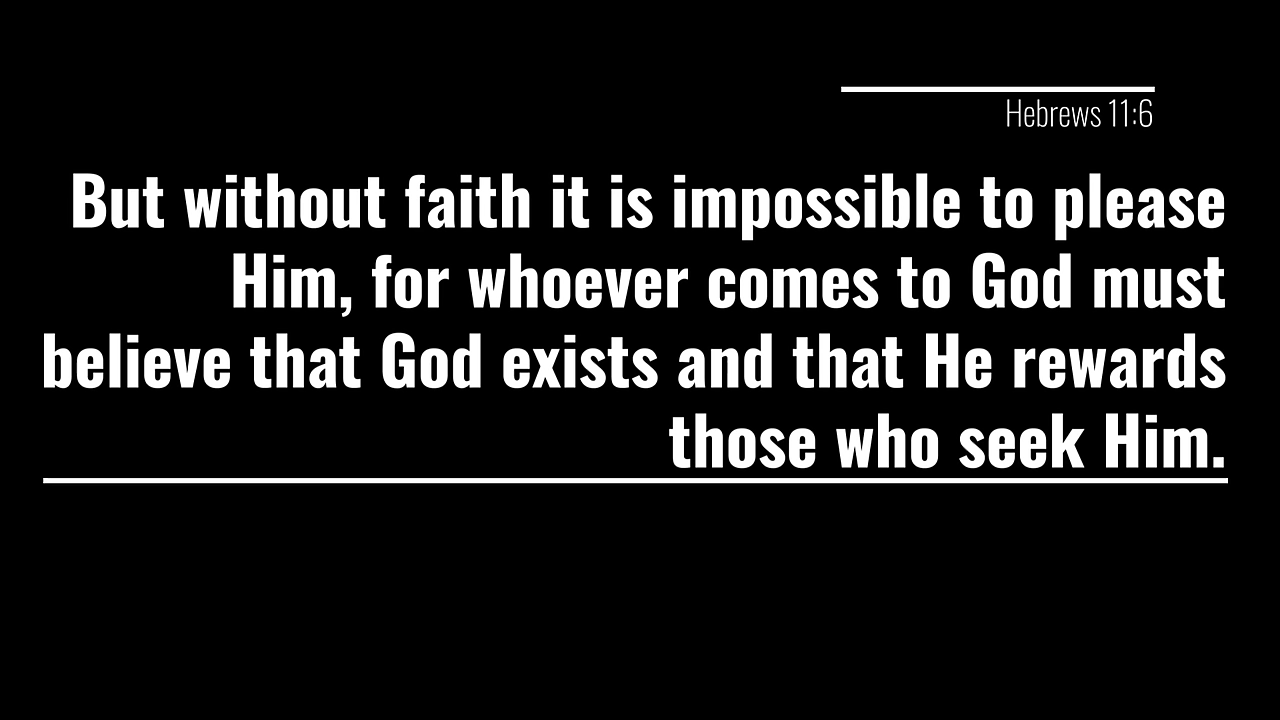 Hebrews 11:6
But without faith it is impossible to please
Him, for whoever comes to God must
believe that God exists and that He rewards
those who seek Him.